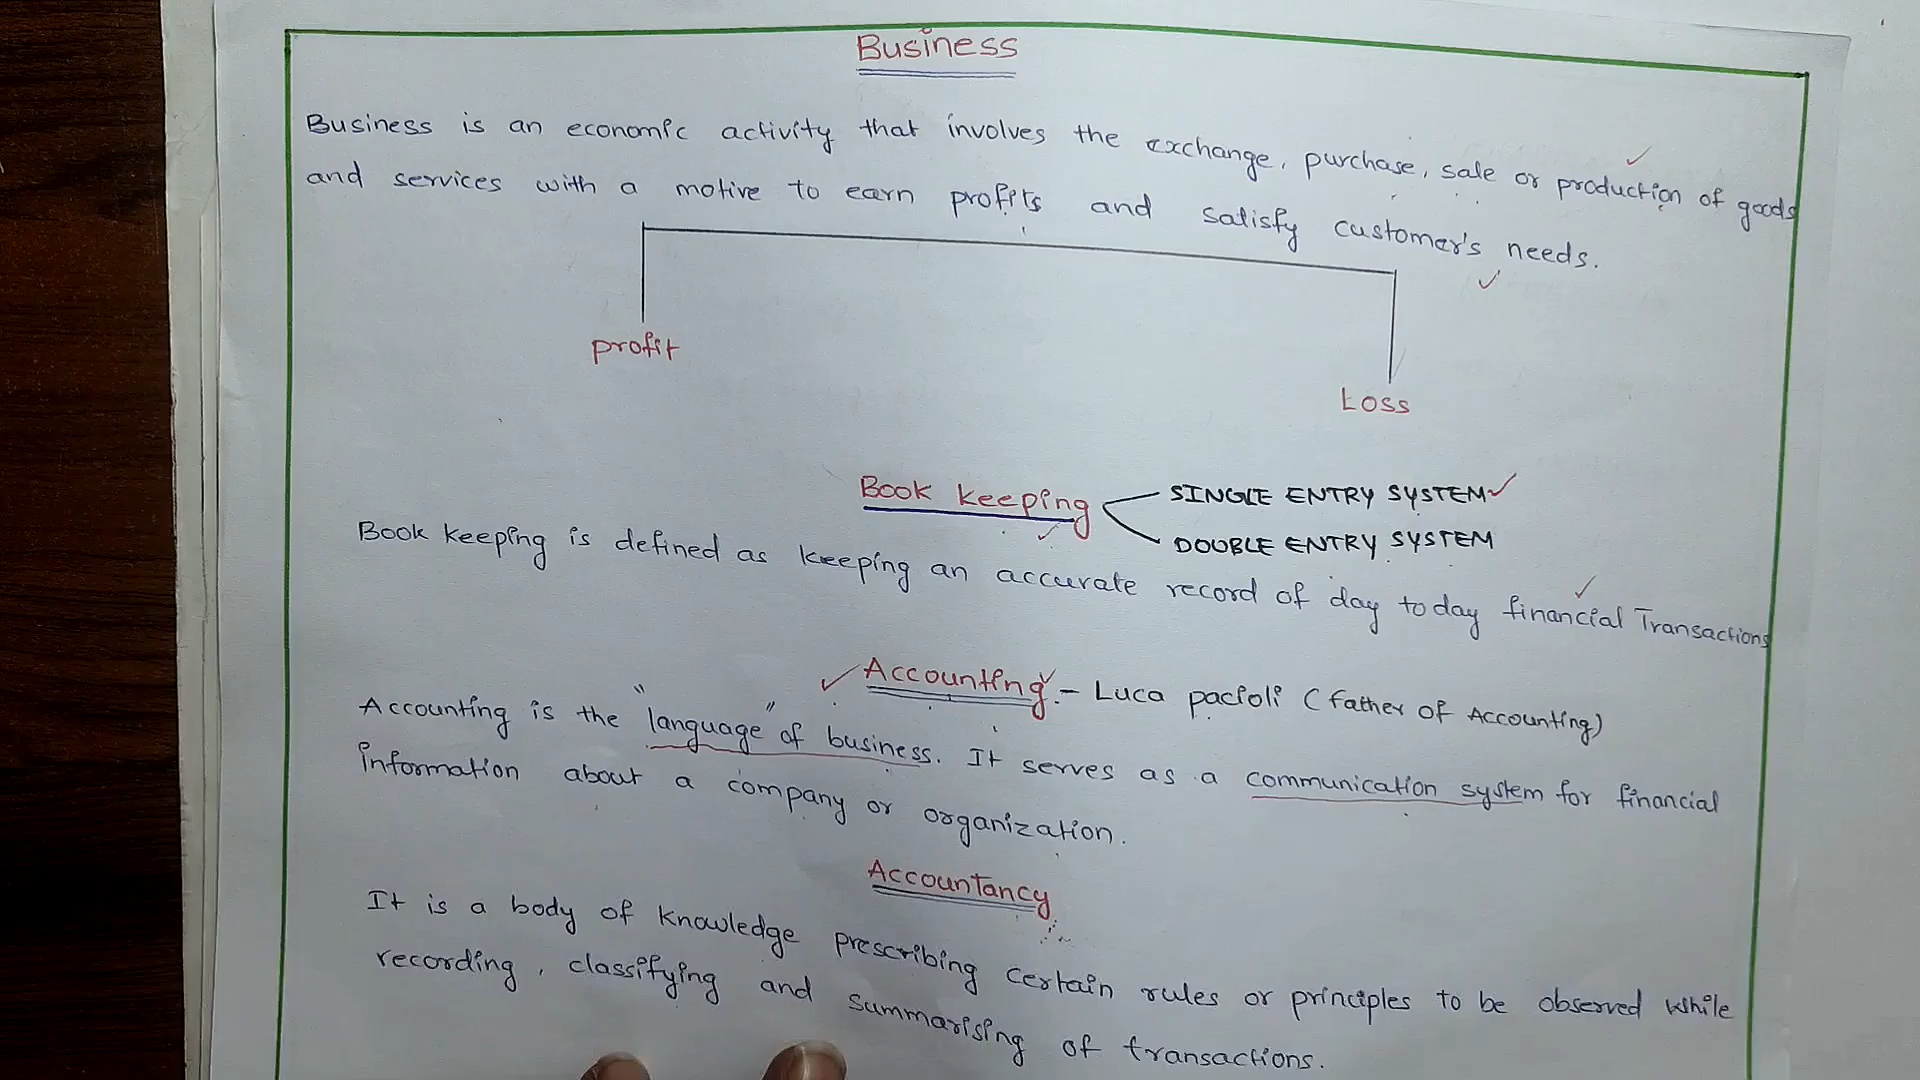 Business
Business is an economic activity that involves the exchange, purchase, sale or production of goods
and services with a motive to earn profits and satisfy customer's needs.
profit
Loss
Book keeping
SINGLE ENTRY SYSTEM
DOUBLE ENTRY SYSTEM
Book keeping is defined as keeping an accurate record of day to day financial Transactions
Accounting - Luca pacioli (father of Accounting)
Accounting is the "language" of business. It serves as a communication system for financial
information about a company or organization.
Accountancy
It is a body of knowledge prescribing certain rules or principles to be observed while
recording, classifying and summarising of transactions.